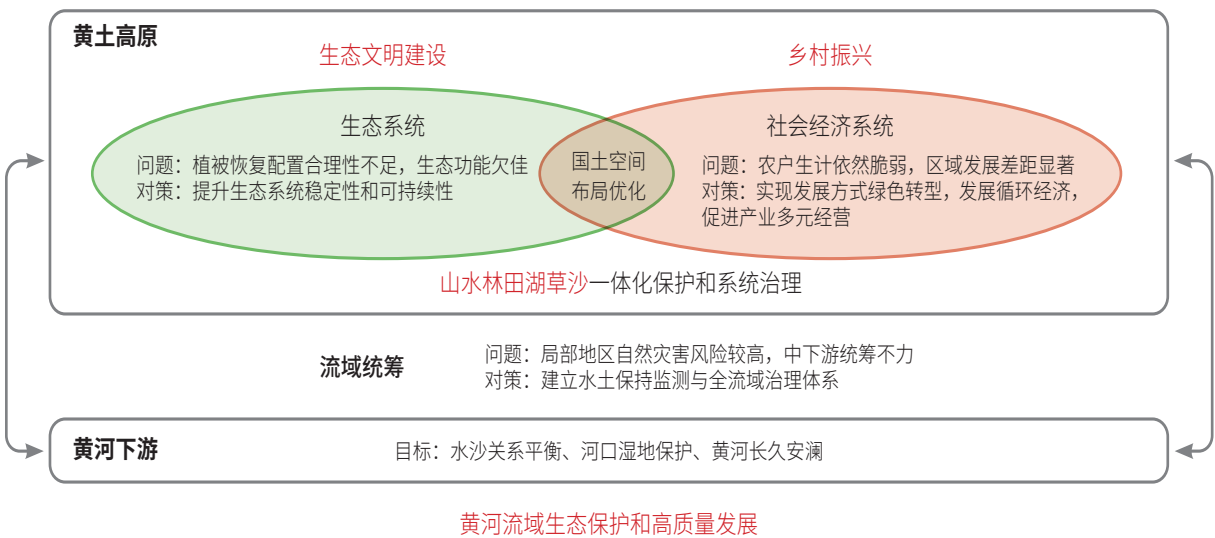 黄土高原
生态文明建设
乡村振兴
生态系统
问题：植被恢复配置合理性不足，生态功能欠佳
对策：提升生态系统稳定性和可持续性
国土空间
布局优化
社会经济系统
问题：农户生计依然脆弱，区域发展差距显著
对策：实现发展方式绿色转型，发展循环经济，
促进产业多元经营
山水林田湖草沙一体化保护和系统治理
流域统筹
问题：局部地区自然灾害风险较高，中下游统筹不力
对策：建立水土保持监测与全流域治理体系
黄河下游
目标：水沙关系平衡、河口湿地保护、黄河长久安澜
黄河流域生态保护和高质量发展